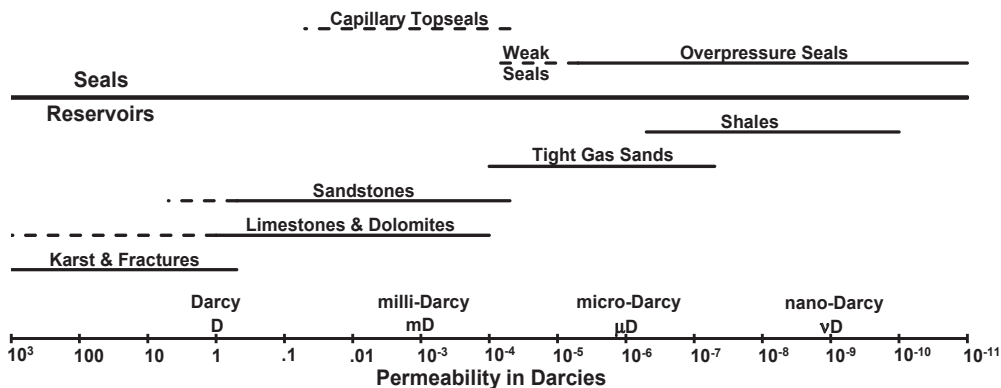 Capillary Topseals
Weak
Seals
Overpressure Seals
Seals
Reservoirs
Shales
Tight Gas Sands
Sandstones
Limestones & Dolomites
Karst & Fractures
Darcy milli-Darcy micro-Darcy nano-Darcy
D mD μD νD
10³ 100 10 1 .1 .01 10⁻³ 10⁻⁴ 10⁻⁵ 10⁻⁶ 10⁻⁷ 10⁻⁸ 10⁻⁹ 10⁻¹⁰ 10⁻¹¹
Permeability in Darcies